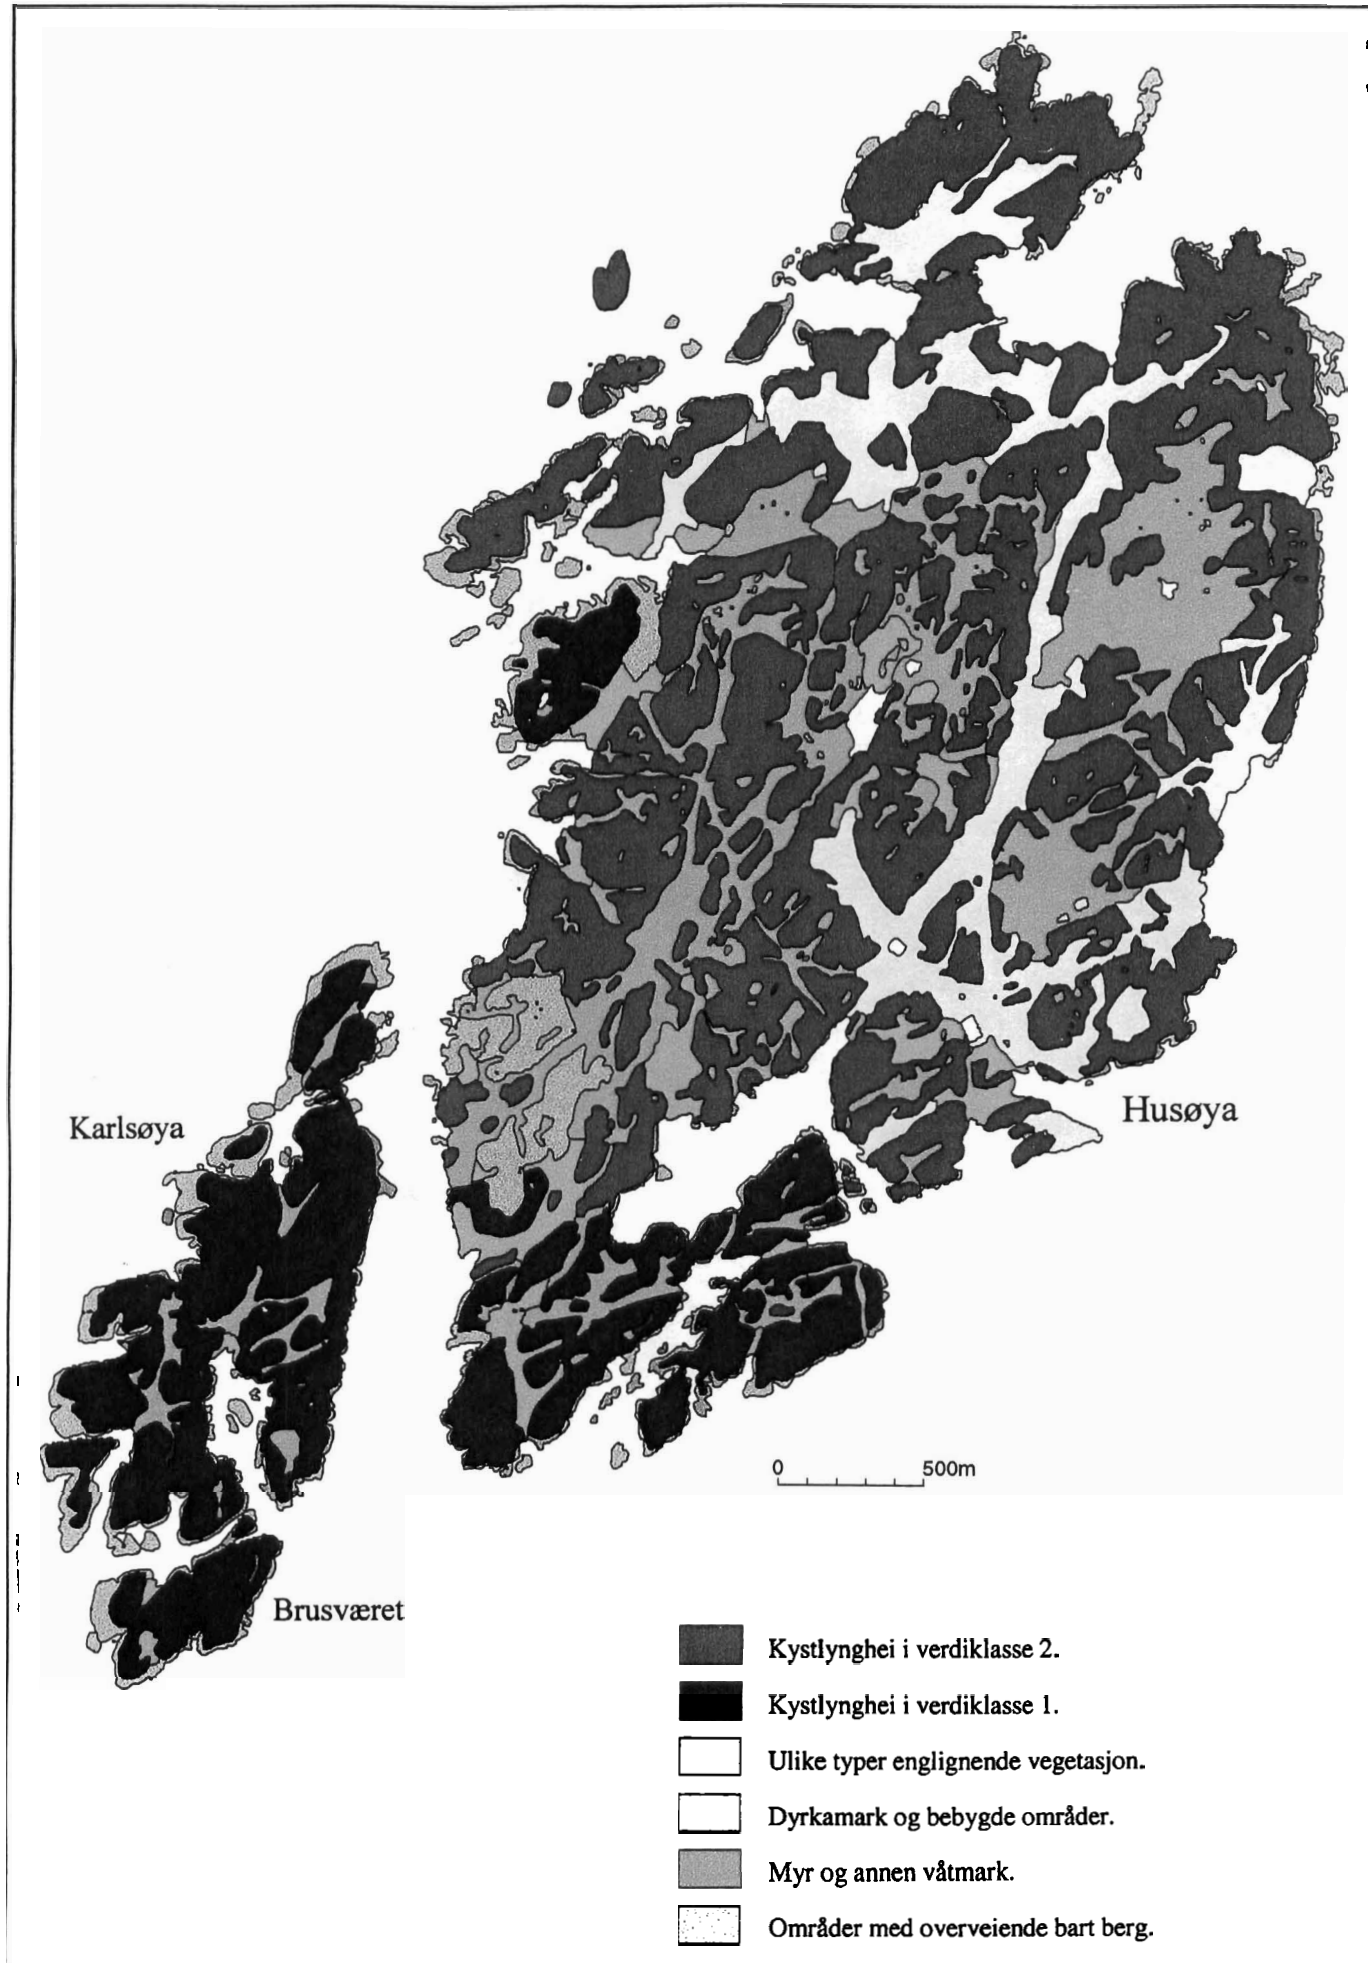 Karlsøya
Husøya
0 500m
Brusværet
Kystlynghei i verdiklasse 2.
Kystlynghei i verdiklasse 1.
Ulike typer englignende vegetasjon.
Dyrkamark og bebygde områder.
Myr og annen våtmark.
Områder med overveiende bart berg.